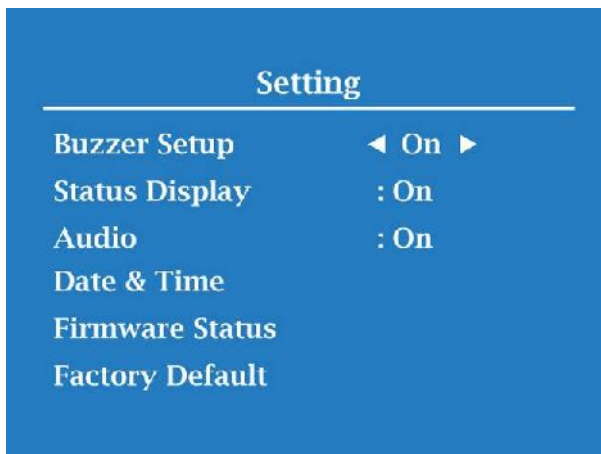 Setting
Buzzer Setup ◀ On ▶
Status Display : On
Audio : On
Date & Time
Firmware Status
Factory Default